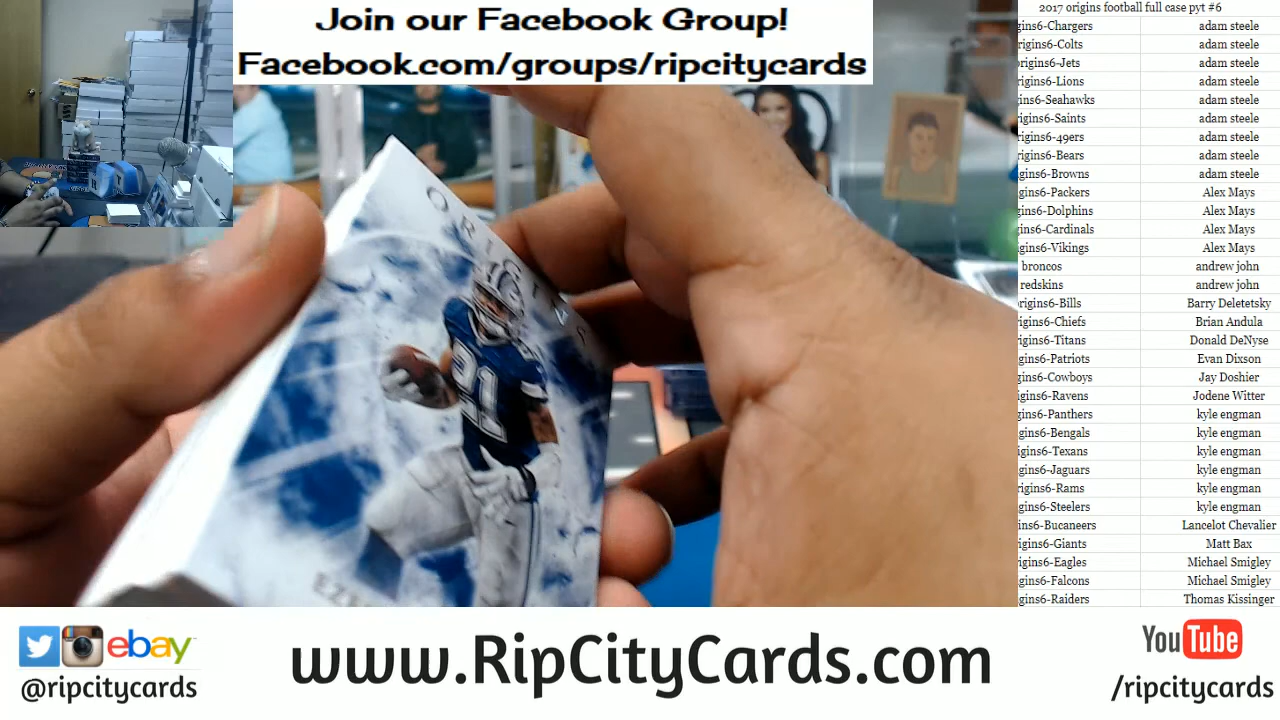 Join our Facebook Group!
Facebook.com/groups/ripcitycards
2017 origins football full case pyt #6
gins6-Chargers adam steele
rigins6-Colts adam steele
rigins6-Jets adam steele
rigins6-Lions adam steele
gins6-Seahawks adam steele
rigins6-Saints adam steele
rigins6-49ers adam steele
rigins6-Bears adam steele
igins6-Browns adam steele
igins6-Packers Alex Mays
gins6-Dolphins Alex Mays
gins6-Cardinals Alex Mays
igins6-Vikings Alex Mays
broncos andrew john
redskins andrew john
origins6-Bills Barry Deletetsky
rigins6-Chiefs Brian Andula
rigins6-Titans Donald DeNyse
igins6-Patriots Evan Dixson
igins6-Cowboys Jay Doshier
igins6-Ravens Jodene Witter
gins6-Panthers kyle engman
igins6-Bengals kyle engman
igins6-Texans kyle engman
igins6-Jaguars kyle engman
rigins6-Rams kyle engman
igins6-Steelers kyle engman
ins6-Bucaneers Lancelot Chevalier
igins6-Giants Matt Bax
igins6-Eagles Michael Smigley
igins6-Falcons Michael Smigley
igins6-Raiders Thomas Kissinger
ORIGINS
21
EZE
ebay
@ripcitycards
www.RipCityCards.com
YouTube
/ripcitycards